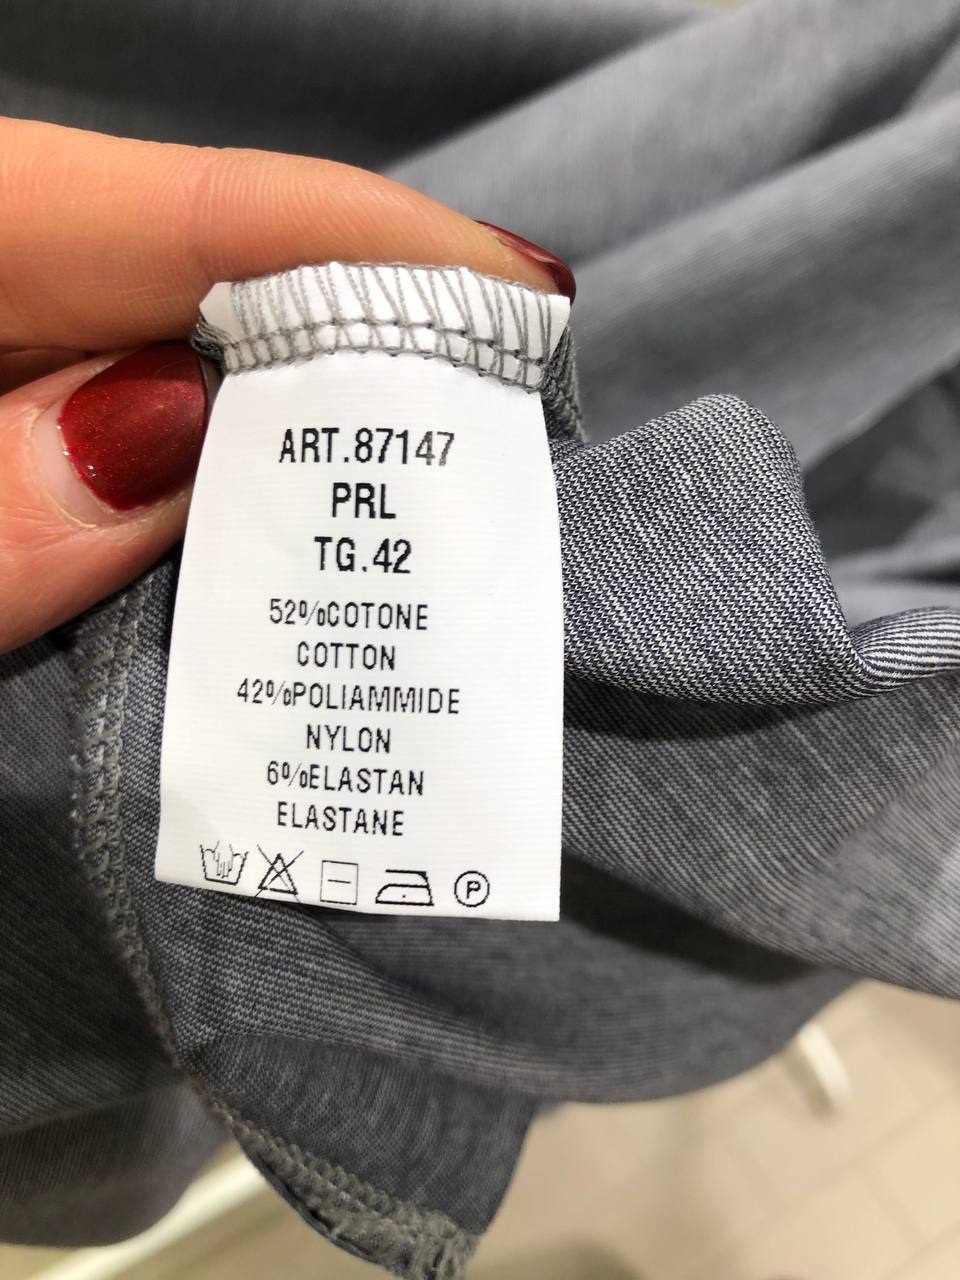 ART.87147
PRL
TG.42
52%COTONE
COTTON
42%POLIAMMIDE
NYLON
6%ELASTAN
ELASTANE
P